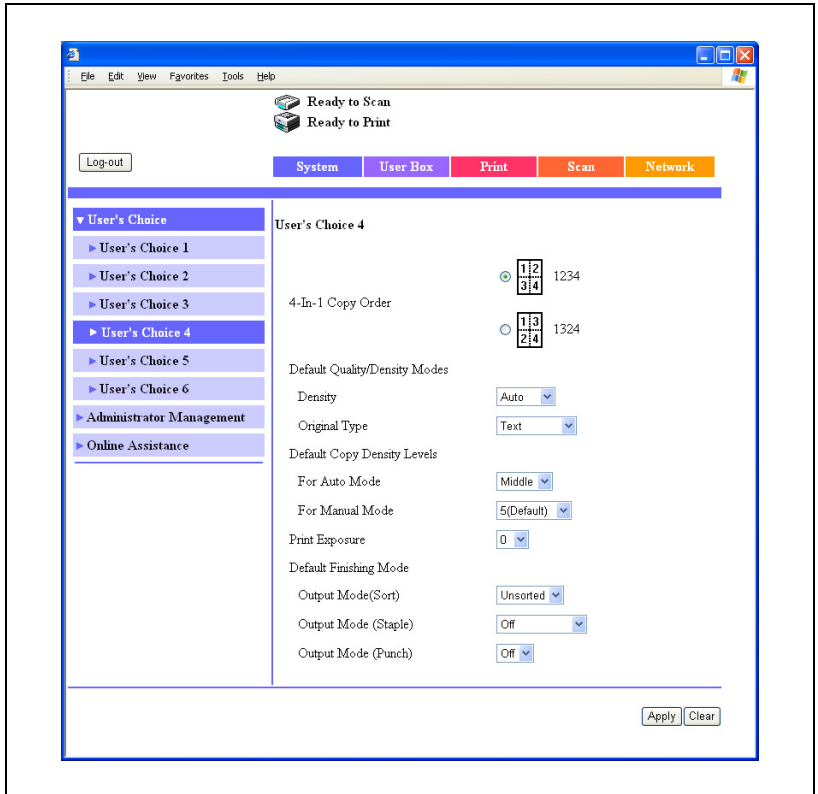 File Edit View Favorites Tools Help
Ready to Scan
Ready to Print
Log-out
System User Box Print Scan Network
User's Choice
User's Choice 1
User's Choice 2
User's Choice 3
User's Choice 4
User's Choice 5
User's Choice 6
Administrator Management
Online Assistance
User's Choice 4
4-In-1 Copy Order
1 2
3 4
1234
1 3
2 4
1324
Default Quality/Density Modes
Density Auto
Original Type Text
Default Copy Density Levels
For Auto Mode Middle
For Manual Mode 5(Default)
Print Exposure 0
Default Finishing Mode
Output Mode(Sort) Unsorted
Output Mode (Staple) Off
Output Mode (Punch) Off
Apply Clear